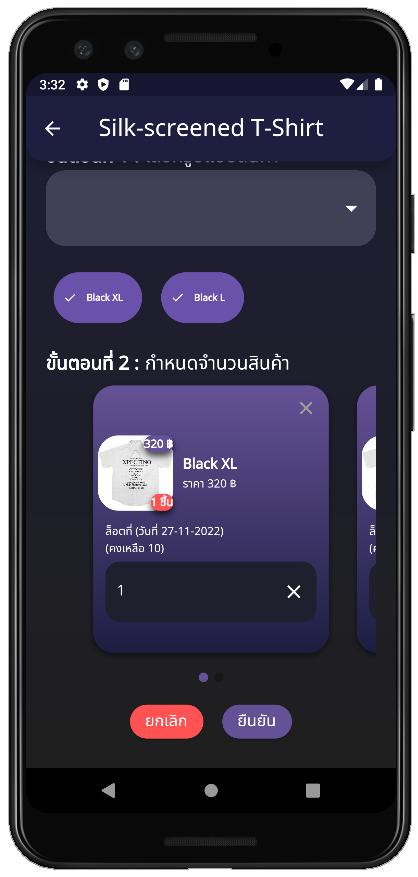 3:32
Silk-screened T-Shirt
Black XL
Black L
ขั้นตอนที่ 2 : กำหนดจำนวนสินค้า
320 ฿
XPECTINO
1 ชิ้น
Black XL
ราคา 320 ฿
ล็อตที่ (วันที่ 27-11-2022)
(คงเหลือ 10)
1
ยกเลิก
ยืนยัน